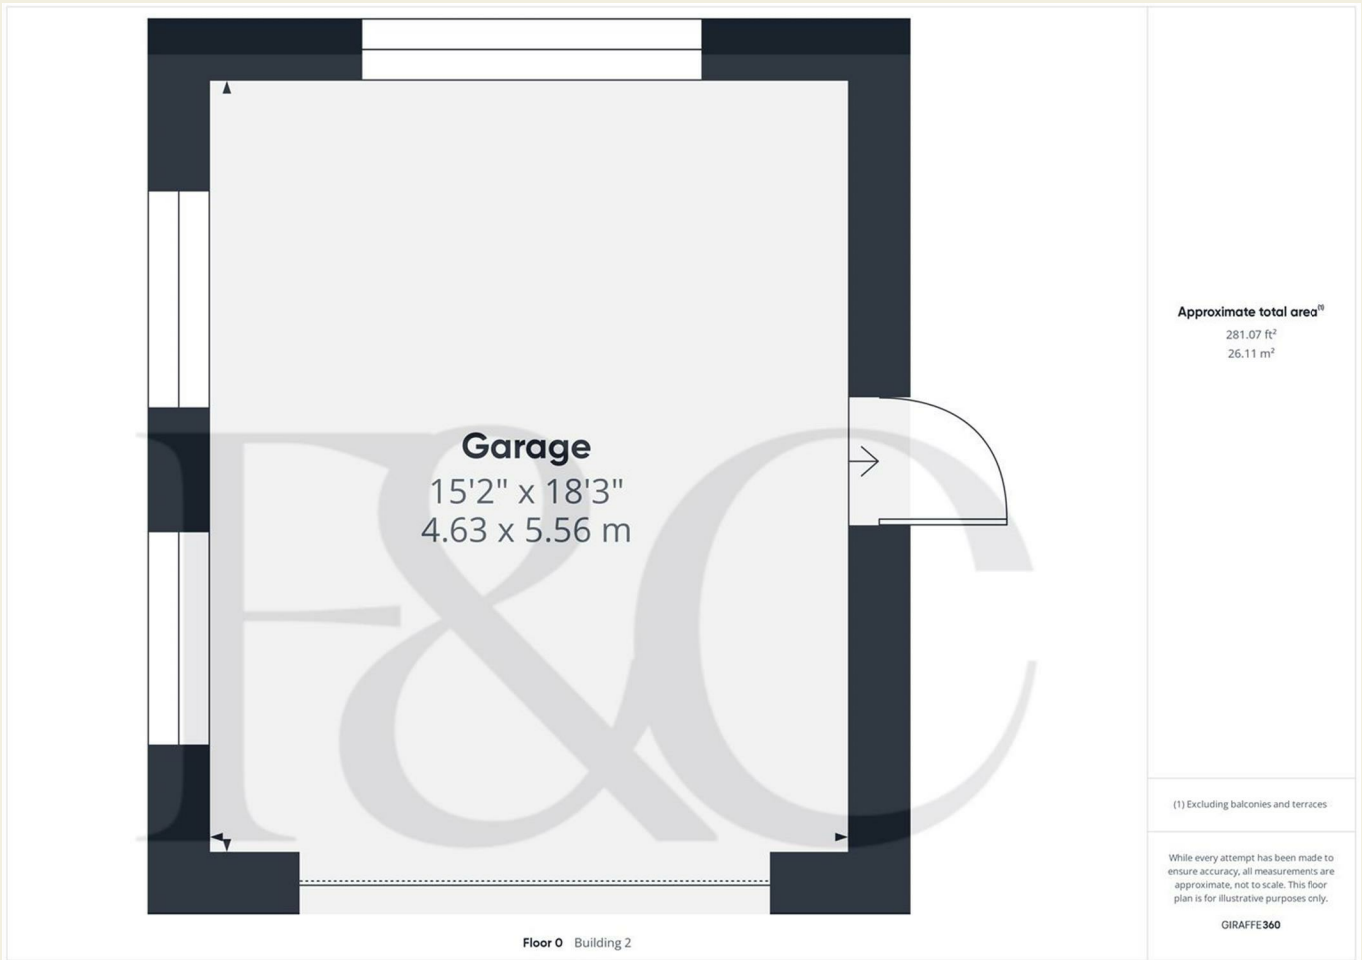 Garage
15'2" x 18'3"
4.63 x 5.56 m
F&C
Floor 0 Building 2
Approximate total area(1)
281.07 ft²
26.11 m²
(1) Excluding balconies and terraces
While every attempt has been made to
ensure accuracy, all measurements are
approximate, not to scale. This floor
plan is for illustrative purposes only.
GIRAFFE360